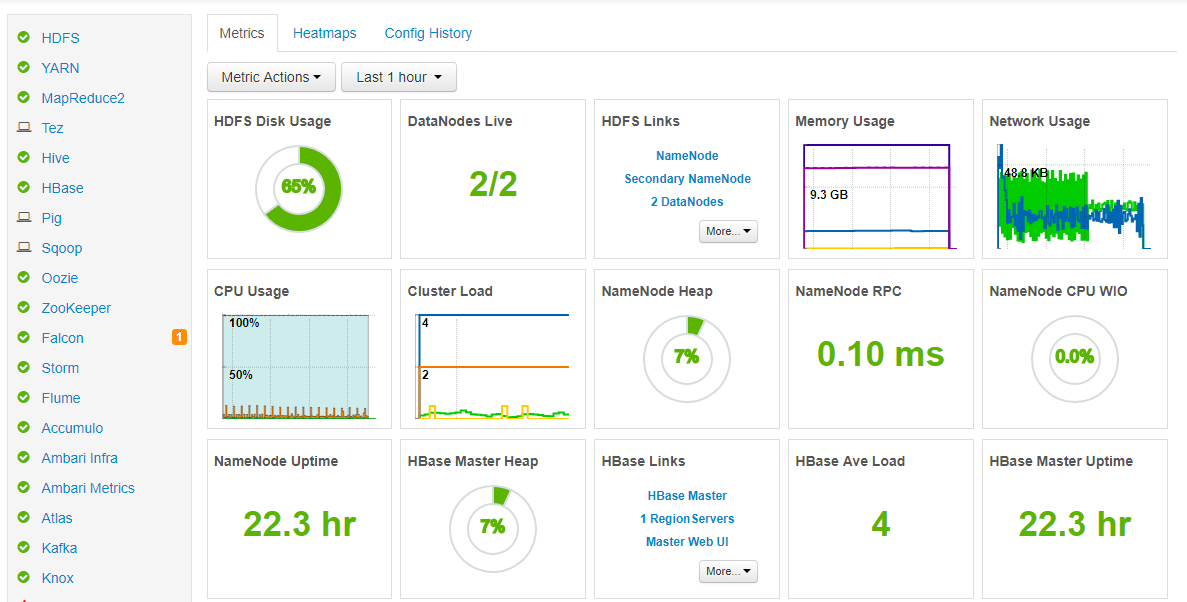 HDFS
YARN
MapReduce2
Tez
Hive
HBase
Pig
Sqoop
Oozie
ZooKeeper
Falcon 1
Storm
Flume
Accumulo
Ambari Infra
Ambari Metrics
Atlas
Kafka
Knox
Metrics Heatmaps Config History
Metric Actions Last 1 hour
HDFS Disk Usage
65%
DataNodes Live
2/2
HDFS Links
NameNode
Secondary NameNode
2 DataNodes
More...
Memory Usage
9.3 GB
Network Usage
48.8 KB
CPU Usage
100%
50%
Cluster Load
4
2
NameNode Heap
7%
NameNode RPC
0.10 ms
NameNode CPU WIO
0.0%
NameNode Uptime
22.3 hr
HBase Master Heap
7%
HBase Links
HBase Master
1 RegionServers
Master Web UI
More...
HBase Ave Load
4
HBase Master Uptime
22.3 hr